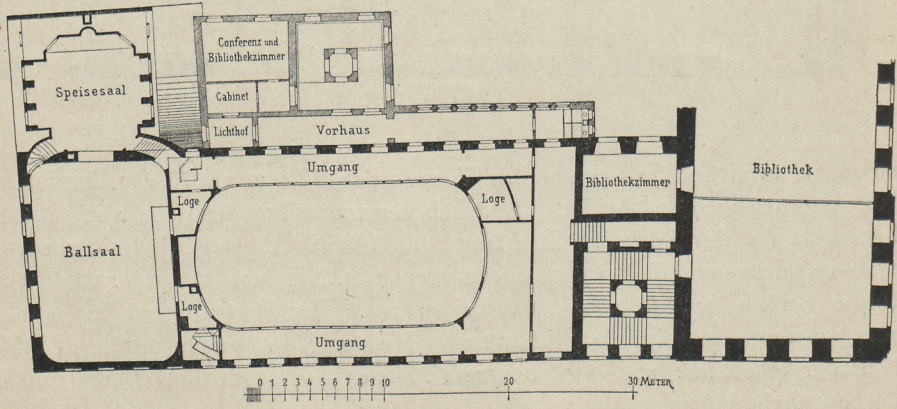 Conferenz und
Bibliothekzimmer
Speisesaal
Cabinet
Lichthof
Vorhaus
Umgang
Bibliothek
Bibliothekzimmer
Loge
Loge
Ballsaal
Loge
Umgang
0 1 2 3 4 5 6 7 8 9 10 20 30 METER